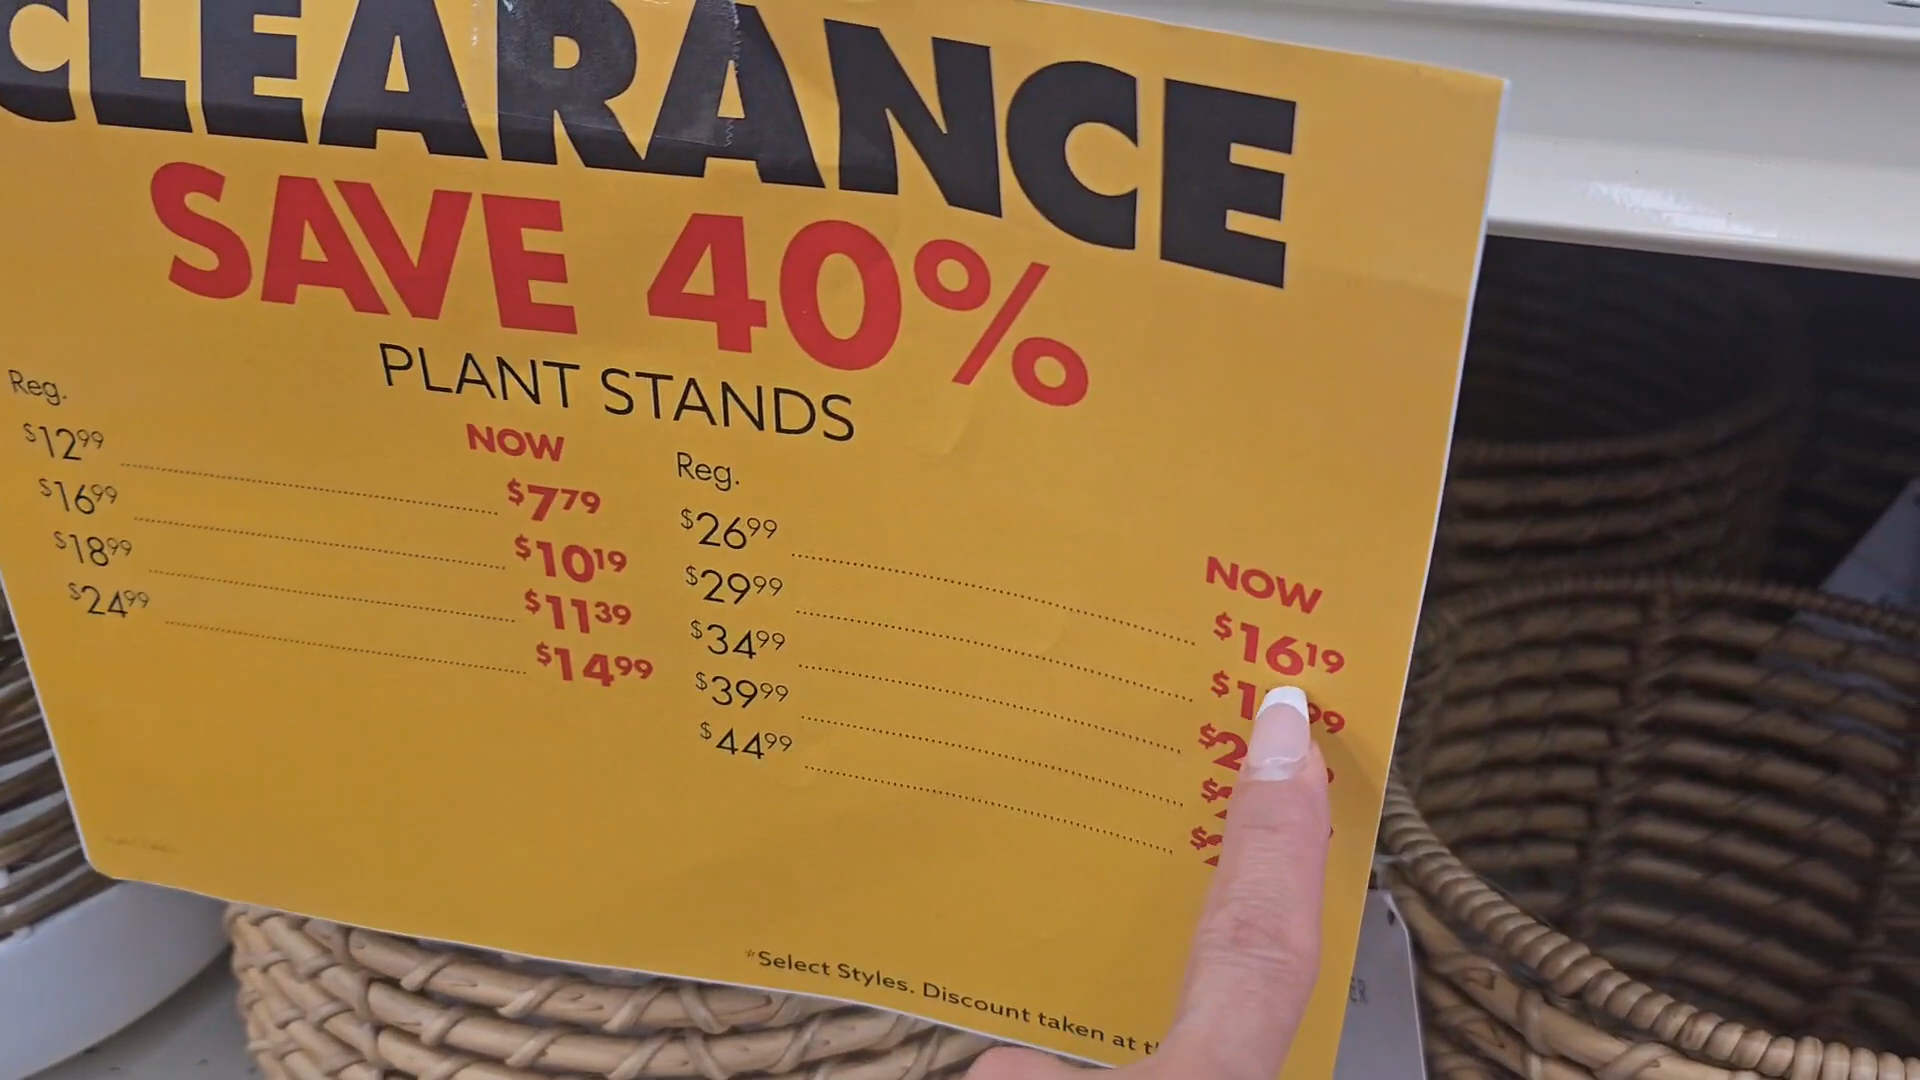 CLEARANCE
SAVE 40%
PLANT STANDS
Reg. NOW
$12.99 $7.79
$16.99 $10.19
$18.99 $11.39
$24.99 $14.99
Reg. NOW
$26.99 $16.19
$29.99
$34.99
$39.99
$44.99
*Select Styles. Discount taken at